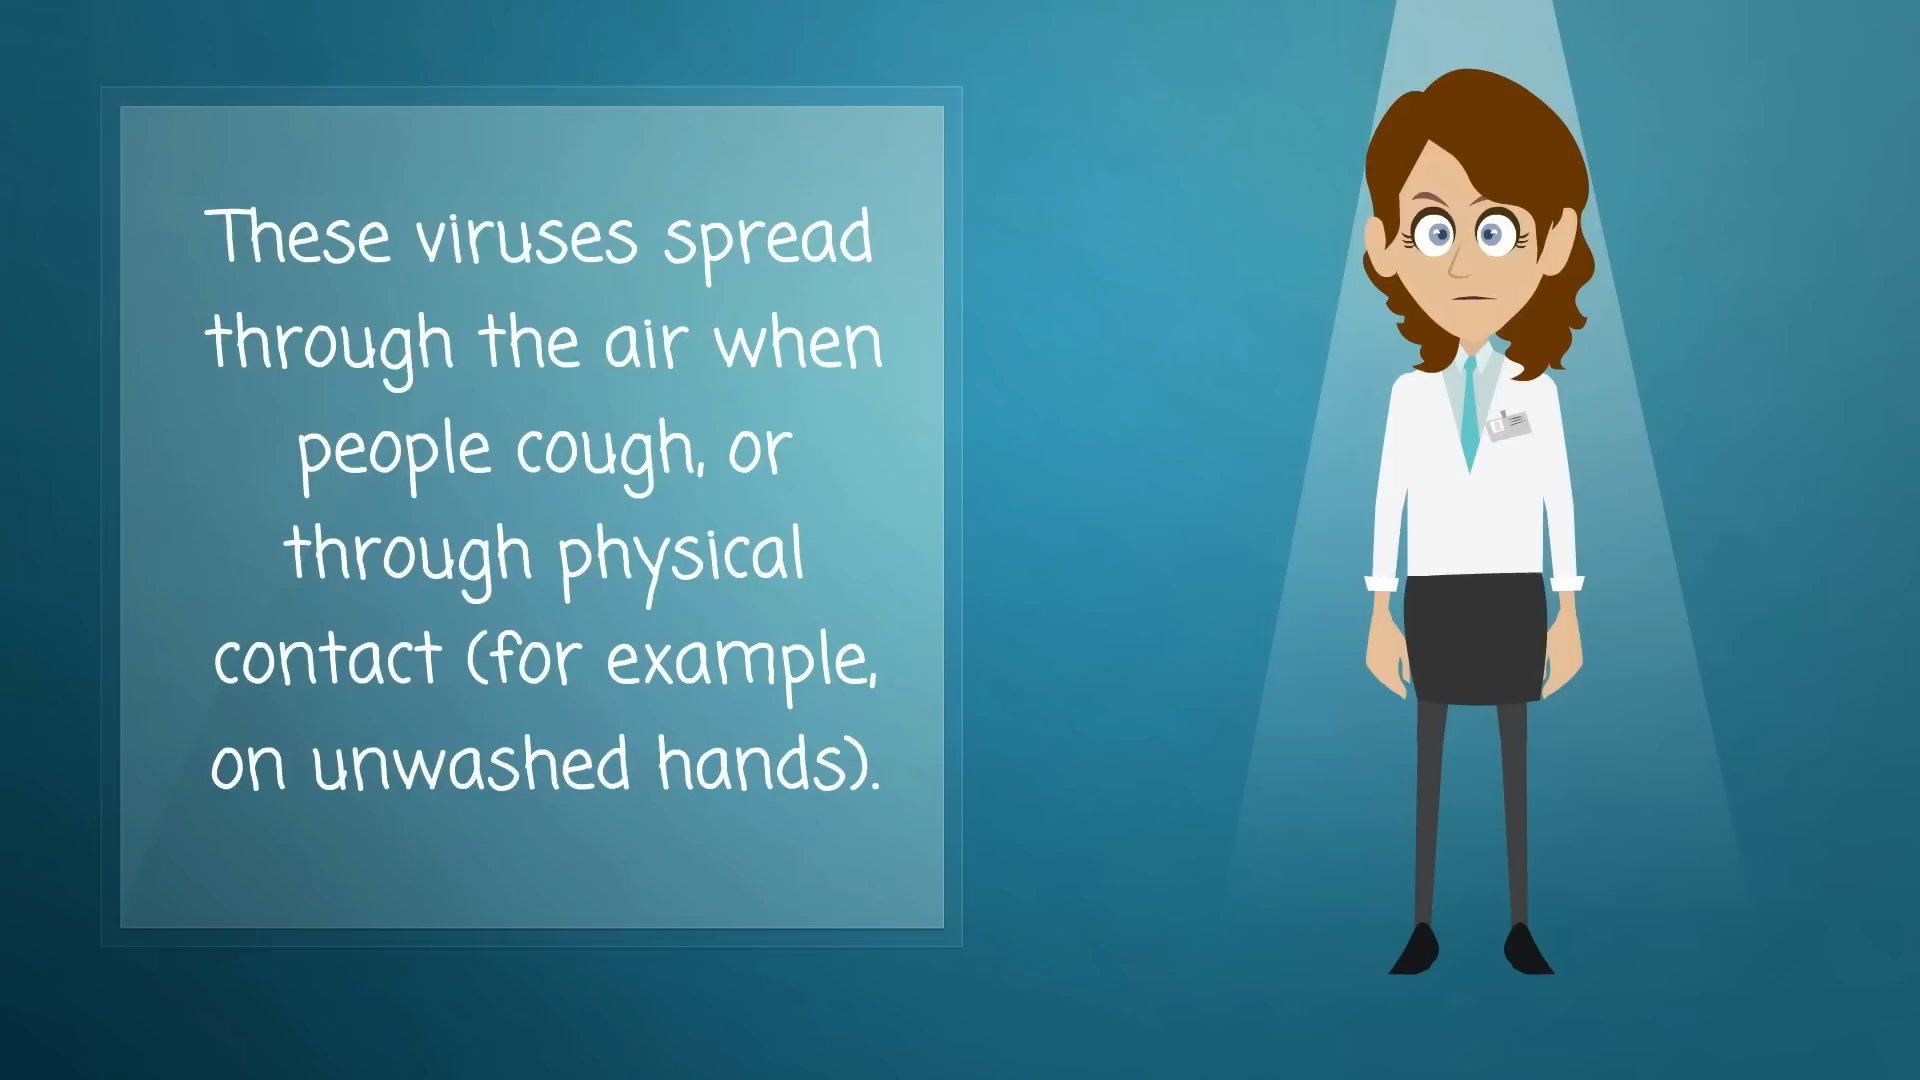 These viruses spread
through the air when
people cough, or
through physical
contact (for example,
on unwashed hands).